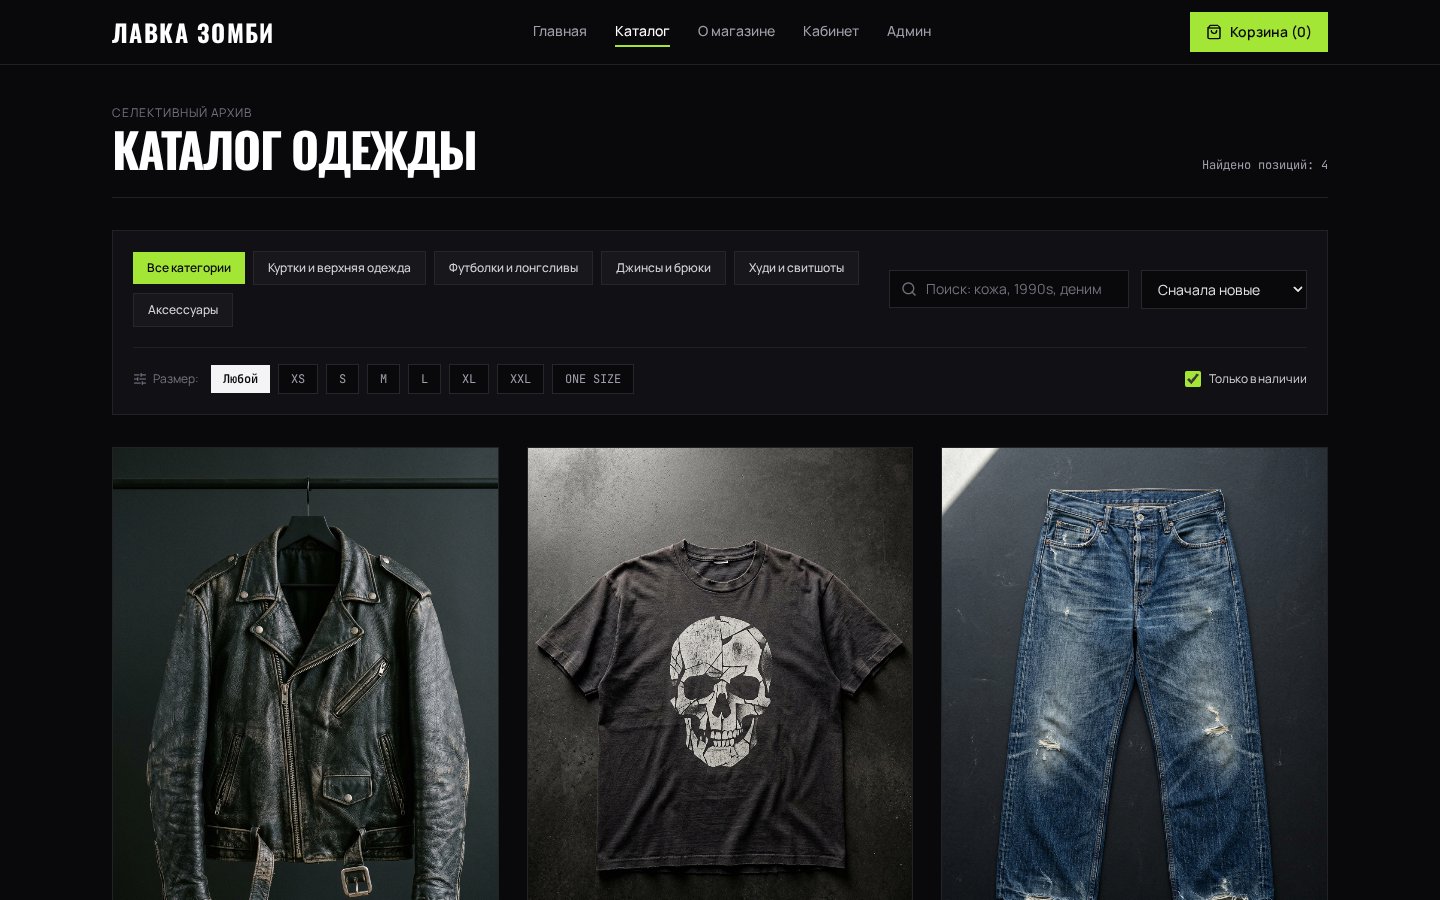 ЛАВКА ЗОМБИ
Главная
Каталог
О магазине
Кабинет
Админ
Корзина (0)
СЕЛЕКТИВНЫЙ АРХИВ
КАТАЛОГ ОДЕЖДЫ
Найдено позиций: 4
Все категории
Куртки и верхняя одежда
Футболки и лонгсливы
Джинсы и брюки
Худи и свитшоты
Аксессуары
Поиск: кожа, 1990s, деним
Сначала новые
Размер:
Любой
XS
S
M
L
XL
XXL
ONE SIZE
Только в наличии